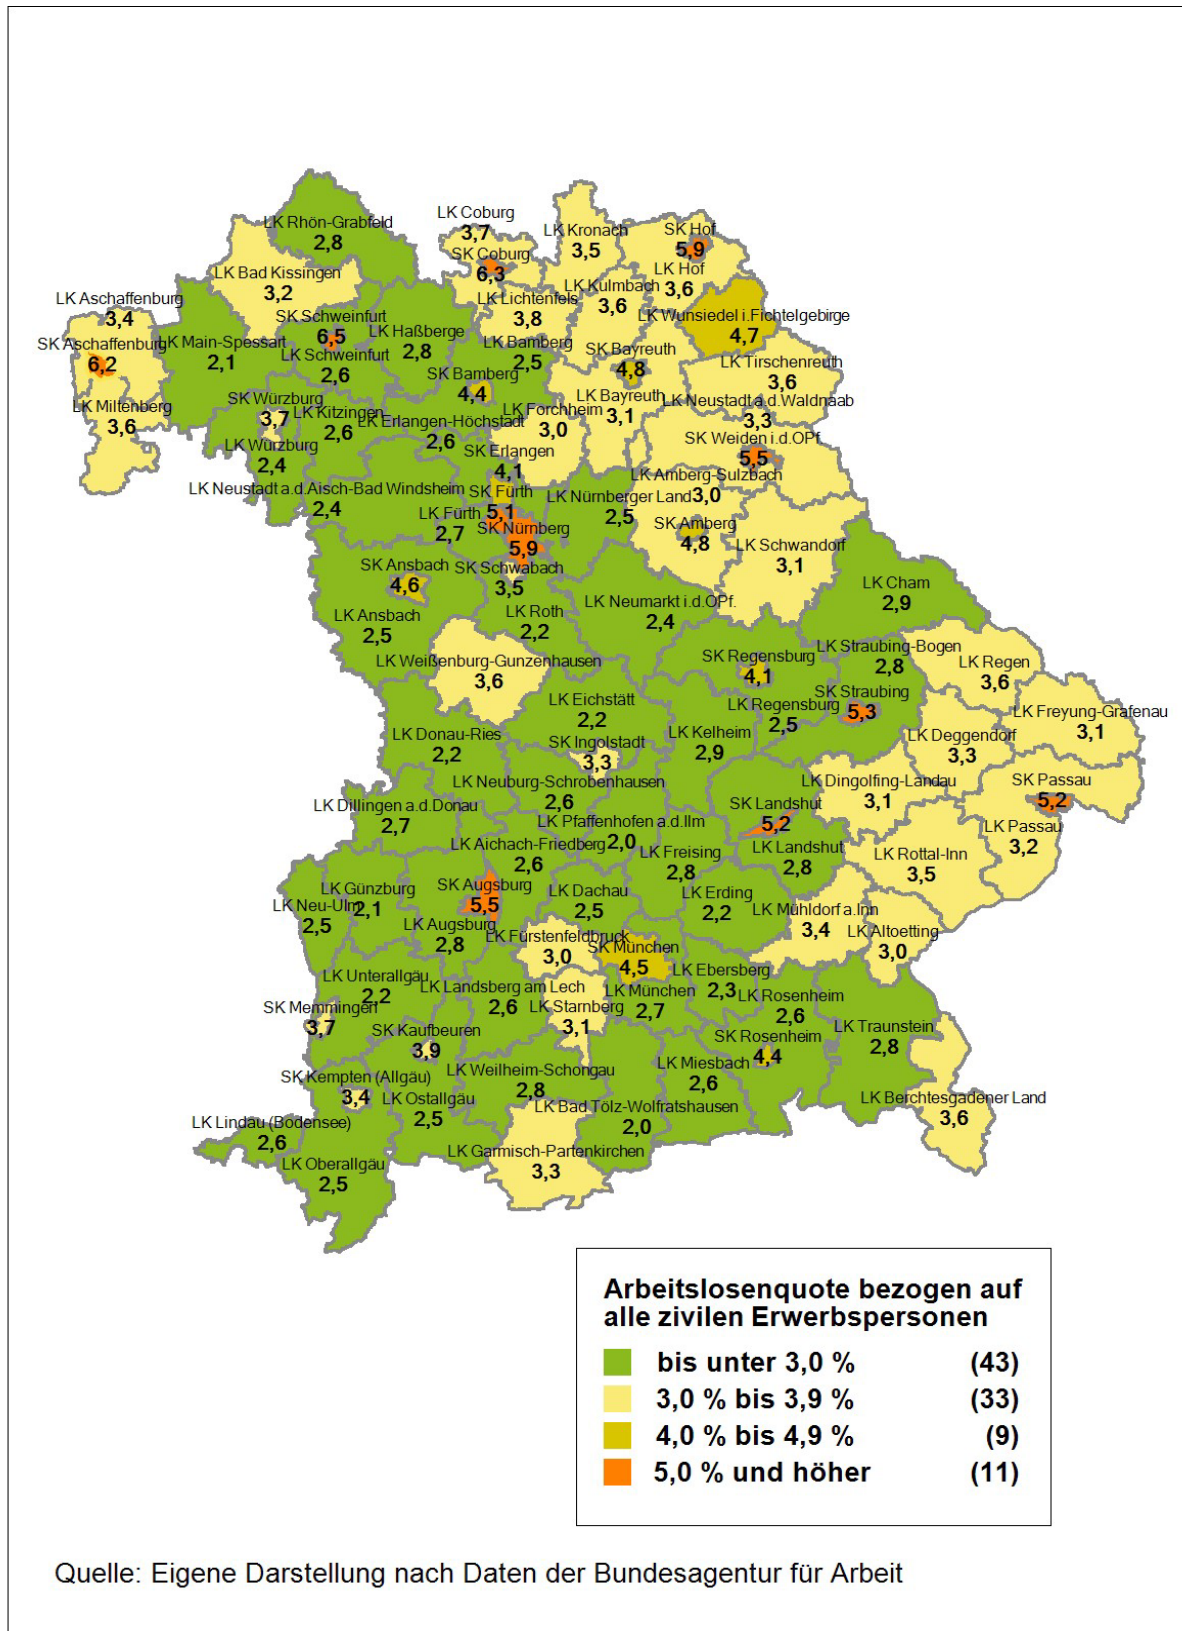 LK Rhön-Grabfeld
2,8
LK Coburg
3,7
SK Coburg
6,3
LK Kronach
3,5
SK Hof
5,9
LK Hof
3,6
LK Bad Kissingen
3,2
LK Kulmbach
3,6
LK Aschaffenburg
3,4
SK Aschaffenburg
6,2
LK Main-Spessart
2,1
SK Schweinfurt
6,5
LK Schweinfurt
2,6
LK Haßberge
2,8
LK Lichtenfels
3,8
LK Bamberg
2,5
SK Bamberg
4,4
LK Wunsiedel i.Fichtelgebirge
4,7
SK Bayreuth
4,8
LK Bayreuth
3,1
LK Tirschenreuth
3,6
LK Neustadt a.d.Waldnaab
3,3
LK Miltenberg
3,6
SK Würzburg
3,7
LK Würzburg
2,4
LK Kitzingen
2,6
LK Erlangen-Höchstadt
2,6
LK Forchheim
3,0
SK Erlangen
4,1
SK Weiden i.d.OPf.
5,5
LK Amberg-Sulzbach
3,0
LK Neustadt a.d.Aisch-Bad Windsheim
2,4
SK Fürth
5,1
LK Fürth
2,7
SK Nürnberg
5,9
LK Nürnberger Land
2,5
SK Amberg
4,8
LK Schwandorf
3,1
SK Ansbach
4,6
SK Schwabach
3,5
LK Ansbach
2,5
LK Roth
2,2
LK Neumarkt i.d.OPf.
2,4
LK Cham
2,9
LK Weißenburg-Gunzenhausen
3,6
SK Regensburg
4,1
LK Regensburg
2,5
LK Straubing-Bogen
2,8
SK Straubing
5,3
LK Regen
3,6
LK Freyung-Grafenau
3,1
LK Deggendorf
3,3
LK Eichstätt
2,2
SK Ingolstadt
3,3
LK Kelheim
2,9
LK Donau-Ries
2,2
LK Neuburg-Schrobenhausen
2,6
LK Dingolfing-Landau
3,1
SK Passau
5,2
LK Passau
3,2
LK Dillingen a.d.Donau
2,7
LK Pfaffenhofen a.d.Ilm
2,0
SK Landshut
5,2
LK Landshut
2,8
LK Rottal-Inn
3,5
LK Aichach-Friedberg
2,6
LK Freising
2,8
LK Günzburg
2,1
LK Neu-Ulm
2,5
SK Augsburg
5,5
LK Augsburg
2,8
LK Dachau
2,5
LK Erding
2,2
LK Mühldorf a.Inn
3,4
LK Altoetting
3,0
LK Fürstenfeldbruck
3,0
SK München
4,5
LK München
2,7
LK Ebersberg
2,3
LK Unterallgäu
2,2
LK Landsberg am Lech
2,6
LK Starnberg
3,1
LK Rosenheim
2,6
SK Rosenheim
4,4
LK Traunstein
2,8
SK Memmingen
3,7
SK Kaufbeuren
3,9
LK Weilheim-Schongau
2,8
LK Miesbach
2,6
SK Kempten (Allgäu)
3,4
LK Ostallgäu
2,5
LK Bad Tölz-Wolfratshausen
2,0
LK Berchtesgadener Land
3,6
LK Lindau (Bodensee)
2,6
LK Oberallgäu
2,5
LK Garmisch-Partenkirchen
3,3
Arbeitslosenquote bezogen auf
alle zivilen Erwerbspersonen
bis unter 3,0 % (43)
3,0 % bis 3,9 % (33)
4,0 % bis 4,9 % (9)
5,0 % und höher (11)
Quelle: Eigene Darstellung nach Daten der Bundesagentur für Arbeit